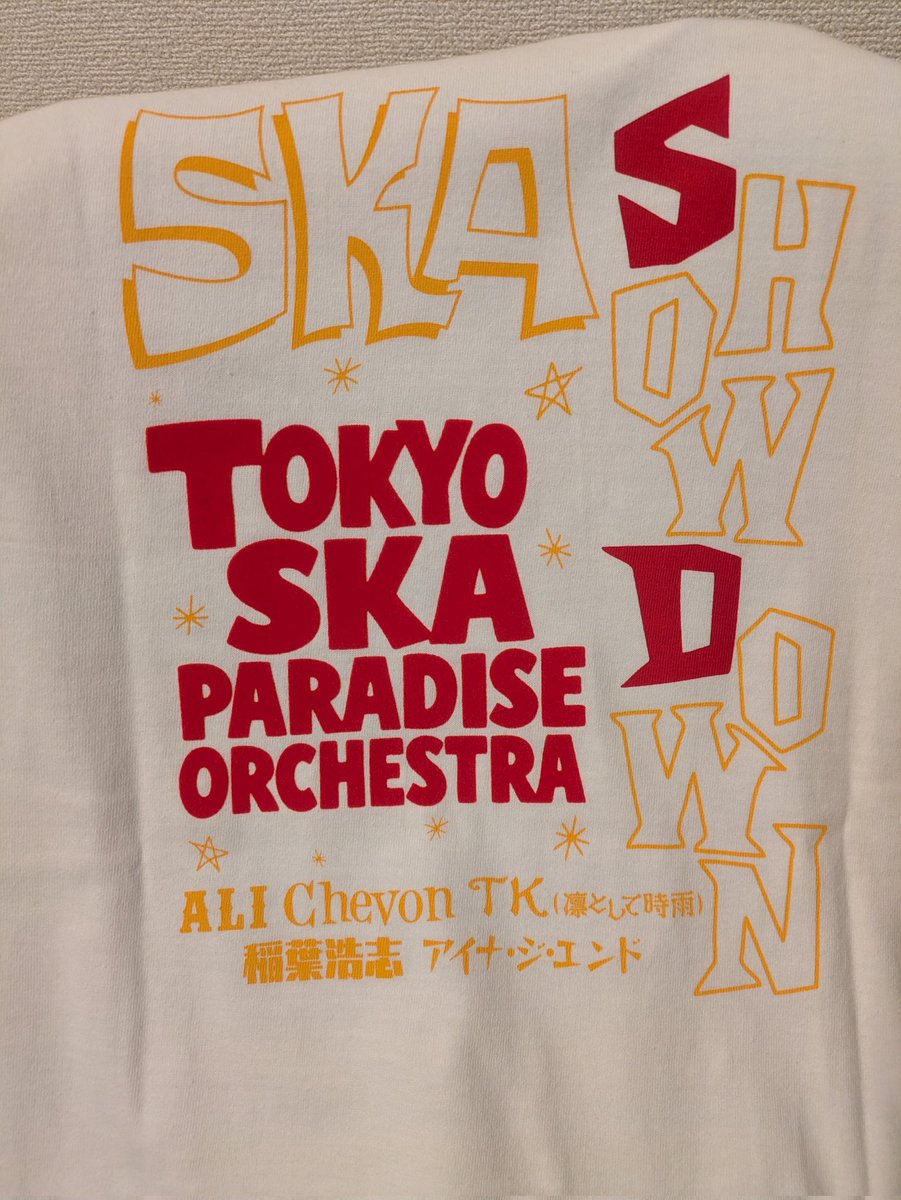 SKA
SHOWDOWN
TOKYO
SKA
PARADISE
ORCHESTRA
ALI Chevon TK(凛として時雨)
稲葉浩志 アイナ・ジ・エンド